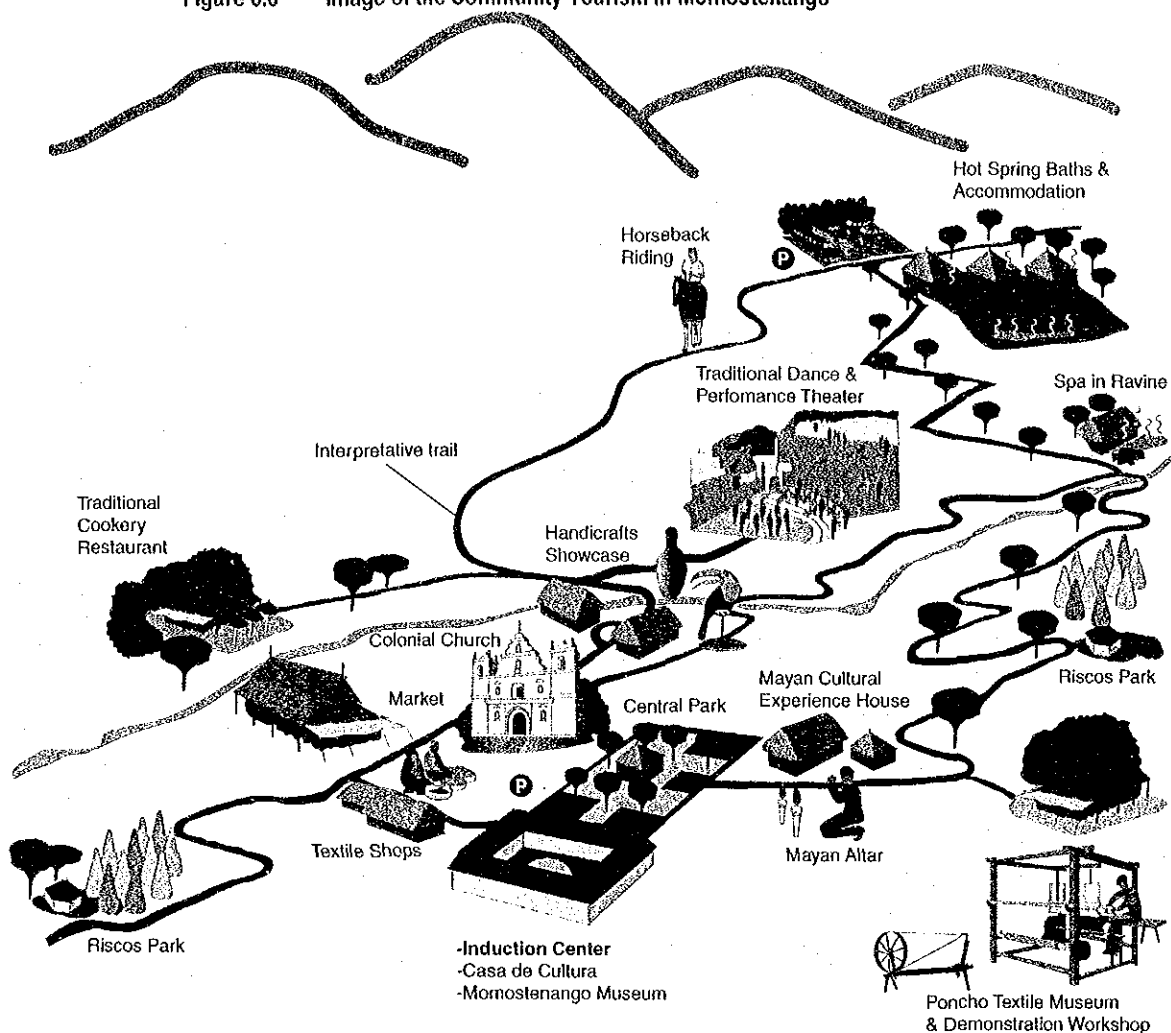 Image of the Community Tourism in Momostenango
Hot Spring Baths &
Accommodation
Horseback
Riding
P
Traditional Dance &
Perfomance Theater
Spa in Ravine
Interpretative trail
Traditional
Cookery
Restaurant
Handicrafts
Showcase
Colonial Church
Market
Central Park
Mayan Cultural
Experience House
Riscos Park
P
Textile Shops
Mayan Altar
Riscos Park
-Induction Center
-Casa de Cultura
-Momostenango Museum
Poncho Textile Museum
& Demonstration Workshop